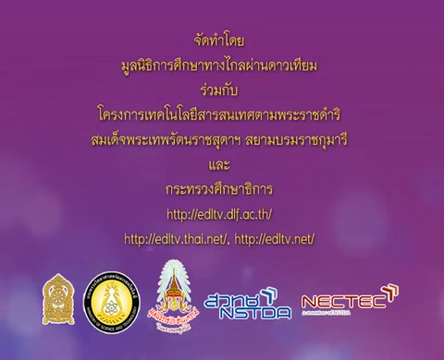 จัดทำโดย
มูลนิธิการศึกษาทางไกลผ่านดาวเทียม
ร่วมกับ
โครงการเทคโนโลยีสารสนเทศตามพระราชดำริ
สมเด็จพระเทพรัตนราชสุดาฯ สยามบรมราชกุมารี
และ
กระทรวงศึกษาธิการ
http://edltv.dlf.ac.th/
http://edltv.thai.net/, http://edltv.net/
สวทช
NSTDA
NECTEC